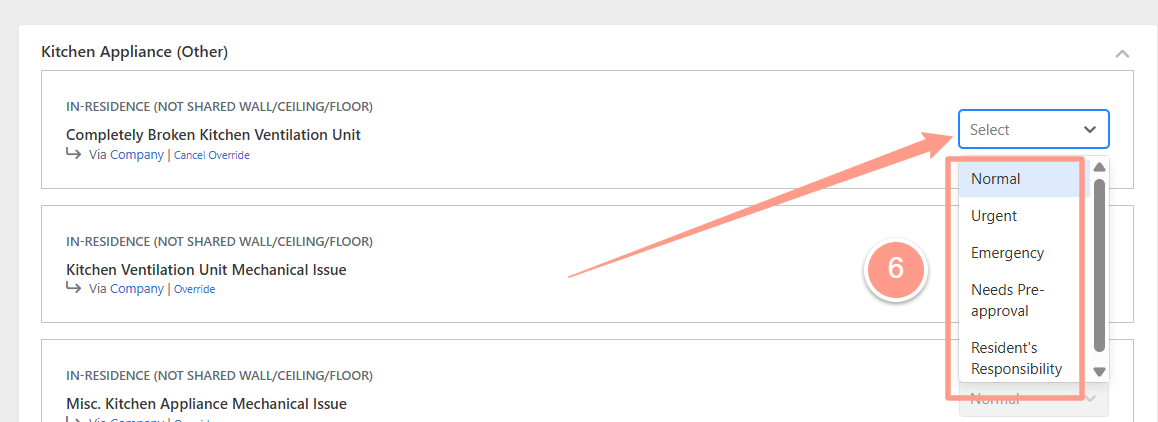 Kitchen Appliance (Other)
IN-RESIDENCE (NOT SHARED WALL/CEILING/FLOOR)
Completely Broken Kitchen Ventilation Unit
Via Company | Cancel Override
Select
Normal
Urgent
Emergency
Needs Pre-
approval
Resident's
Responsibility
6
IN-RESIDENCE (NOT SHARED WALL/CEILING/FLOOR)
Kitchen Ventilation Unit Mechanical Issue
Via Company | Override
IN-RESIDENCE (NOT SHARED WALL/CEILING/FLOOR)
Misc. Kitchen Appliance Mechanical Issue
Via Company | Override
Normal